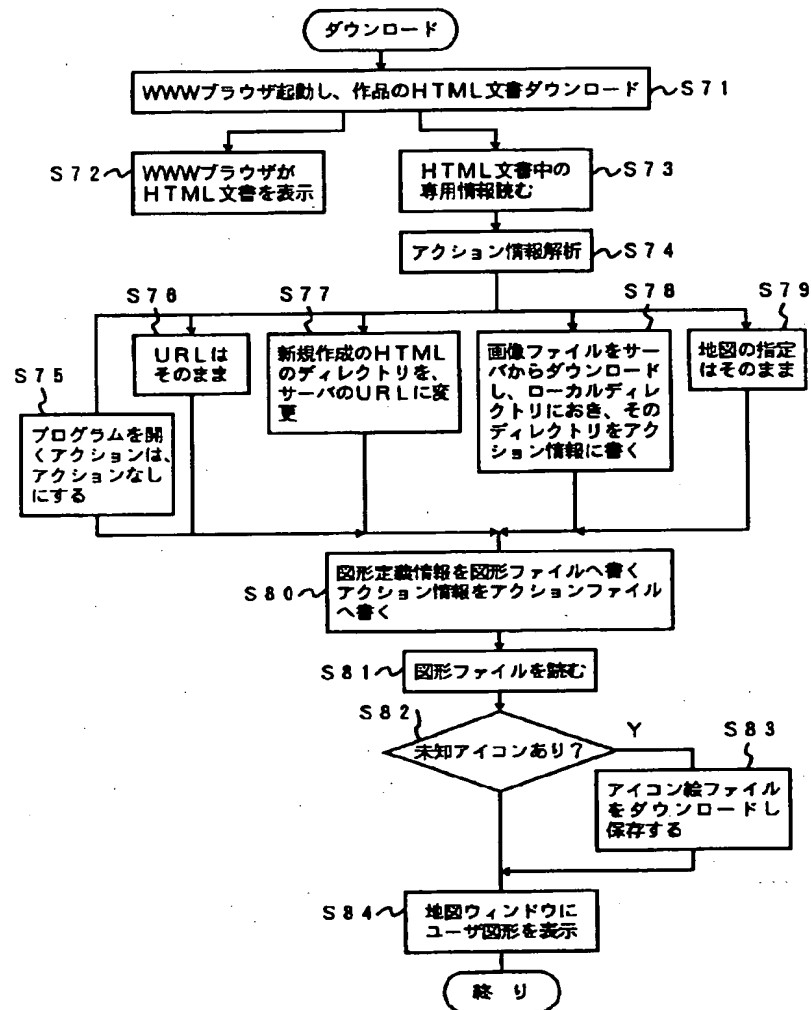 ダウンロード
WWWブラウザ起動し、作品のHTML文書ダウンロード
S71
S72
WWWブラウザが
HTML文書を表示
HTML文書中の
専用情報読む
S73
アクション情報解析
S74
S75
プログラムを開
くアクションは、
アクションなし
にする
S76
URLは
そのまま
S77
新規作成のHTML
のディレクトリを、
サーバのURLに変
更
S78
画像ファイルをサー
バからダウンロード
し、ローカルディレ
クトリにおき、その
ディレクトリをアク
ション情報に書く
S79
地図の指定
はそのまま
S80
図形定義情報を図形ファイルへ書く
アクション情報をアクションファイル
へ書く
S81
図形ファイルを読む
S82
未知アイコンあり?
Y
S83
アイコン絵ファイル
をダウンロードし
保存する
S84
地図ウィンドウに
ユーザ図形を表示
終り